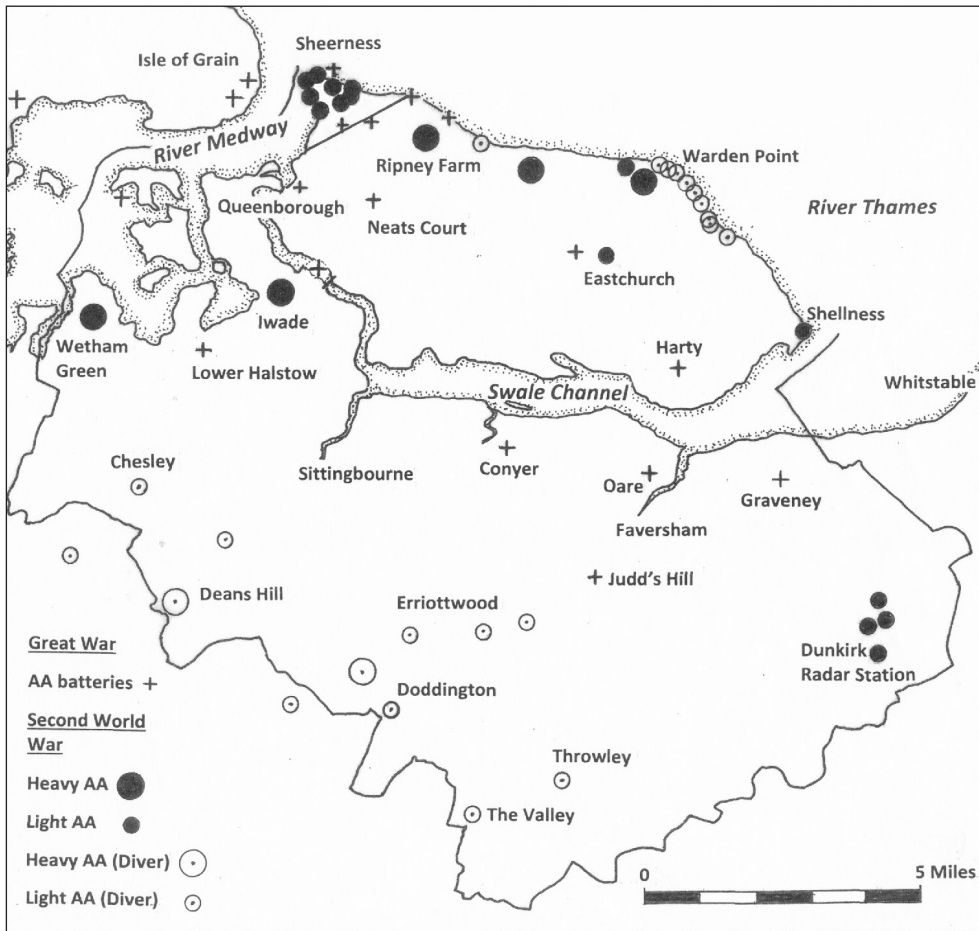 Sheerness
Isle of Grain
River Medway
Ripney Farm
Warden Point
River Thames
Queenborough
Neats Court
Eastchurch
Shellness
Iwade
Wetham
Green
Lower Halstow
Harty
Whitstable
Swale Channel
Sittingbourne
Conyer
Chesley
Oare
Graveney
Faversham
Judd's Hill
Deans Hill
Erriottwood
Dunkirk
Radar Station
Doddington
Throwley
The Valley
Great War
AA batteries
Second World
War
Heavy AA
Light AA
Heavy AA (Diver)
Light AA (Diver)
0 5 Miles